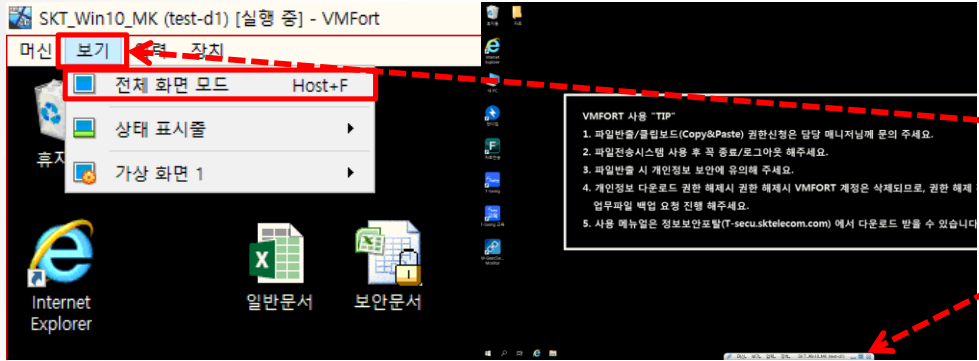 SKT_Win10_MK (test-d1) [실행 중] - VMFort
머신 보기 장치
전체 화면 모드 Host+F
상태 표시줄
가상 화면 1
Internet
Explorer
일반문서
보안문서
VMFORT 사용 "TIP"
1. 파일반출/클립보드(Copy&Paste) 권한신청은 담당 매니저님께 문의 주세요.
2. 파일전송시스템 사용 후 꼭 종료/로그아웃 해주세요.
3. 파일반출 시 개인정보 보안에 유의해 주세요.
4. 개인정보 다운로드 권한 해제시 권한 해제시 VMFORT 계정은 삭제되므로, 권한 해제
업무파일 백업 요청 진행 해주세요.
5. 사용 메뉴얼은 정보보안포탈(T-secu.sktelecom.com) 에서 다운로드 받을 수 있습니다